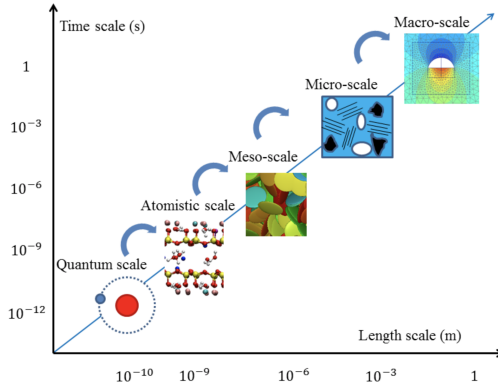 Macro-scale
Time scale (s)
1
Micro-scale
10⁻³
Meso-scale
10⁻⁶
Atomistic scale
10⁻⁹
Quantum scale
10⁻¹²
Length scale (m)
10⁻¹⁰ 10⁻⁹ 10⁻⁶ 10⁻³ 1